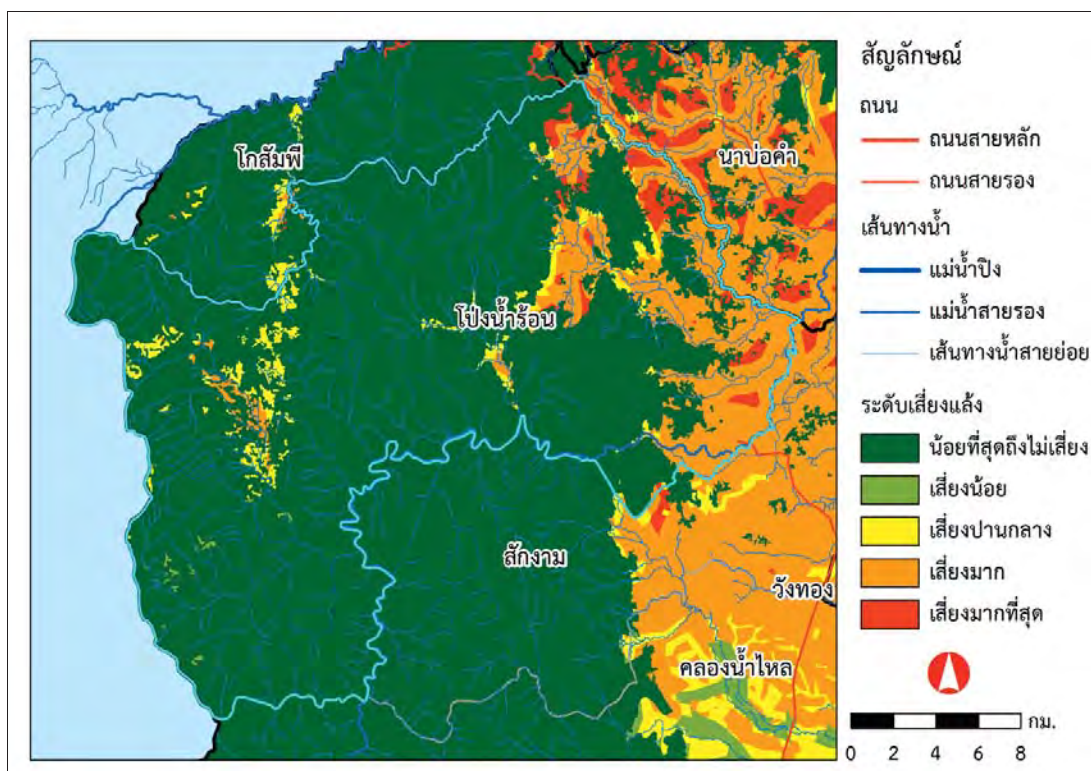 สัญลักษณ์
ถนน
ถนนสายหลัก
ถนนสายรอง
เส้นทางน้ำ
แม่น้ำปิง
แม่น้ำสายรอง
เส้นทางน้ำสายย่อย
ระดับเสี่ยงแล้ง
น้อยที่สุดถึงไม่เสี่ยง
เสี่ยงน้อย
เสี่ยงปานกลาง
เสี่ยงมาก
เสี่ยงมากที่สุด
กม.
0 2 4 6 8
โกสัมพี
นาบ่อคำ
โป่งน้ำร้อน
สักงาม
วังทอง
คลองน้ำไหล